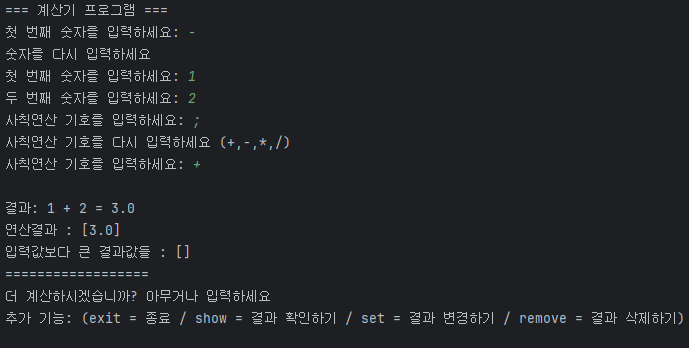 === 계산기 프로그램 ===
첫 번째 숫자를 입력하세요: -
숫자를 다시 입력하세요
첫 번째 숫자를 입력하세요: 1
두 번째 숫자를 입력하세요: 2
사칙연산 기호를 입력하세요: ;
사칙연산 기호를 다시 입력하세요 (+,-,*,/)
사칙연산 기호를 입력하세요: +
결과: 1 + 2 = 3.0
연산결과 : [3.0]
입력값보다 큰 결과값들 : []
==================
더 계산하시겠습니까? 아무거나 입력하세요
추가 기능: (exit = 종료 / show = 결과 확인하기 / set = 결과 변경하기 / remove = 결과 삭제하기)